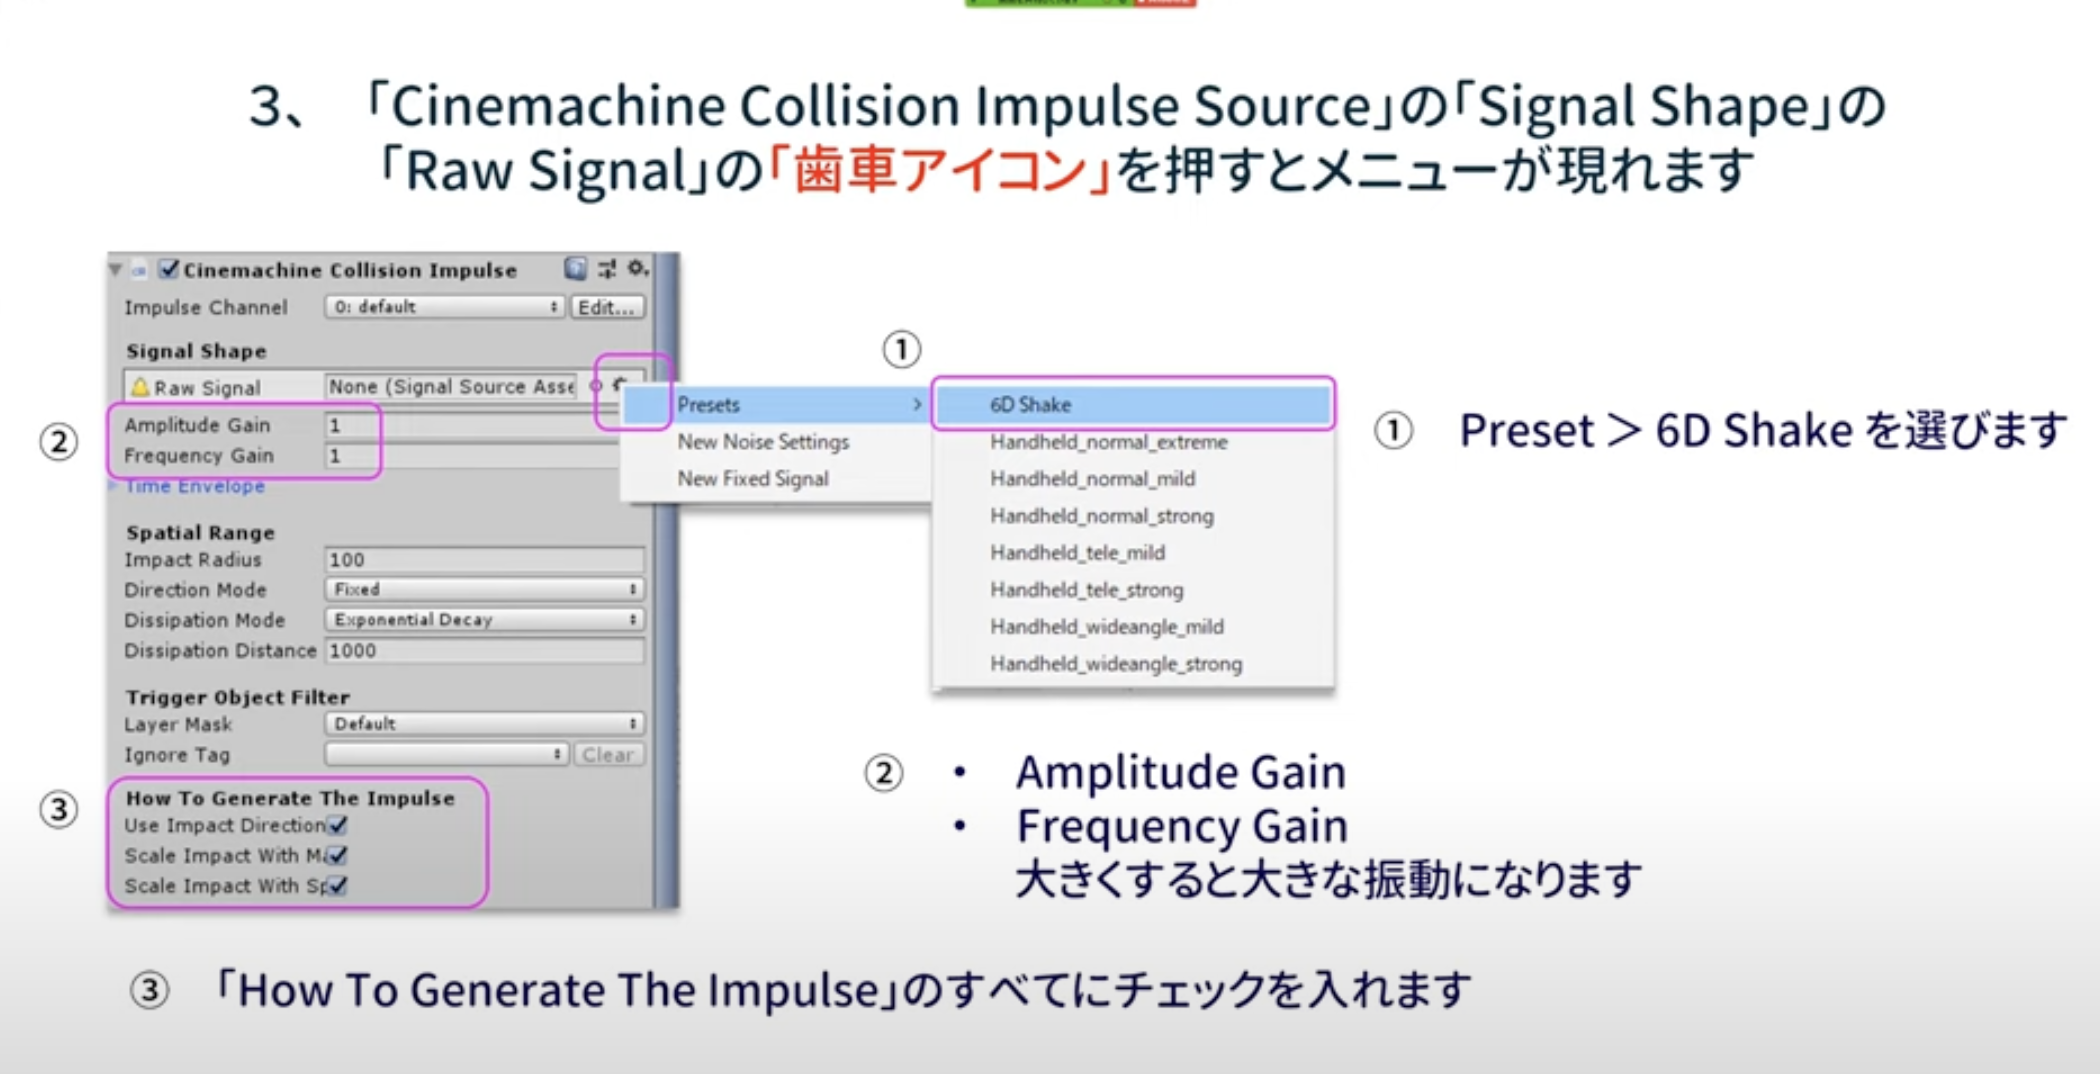 3、「Cinemachine Collision Impulse Source」の「Signal Shape」の
「Raw Signal」の「歯車アイコン」を押すとメニューが現れます
Cinemachine Collision Impulse
Impulse Channel 0: default Edit...
Signal Shape
Raw Signal None (Signal Source Asse
②
Amplitude Gain 1
Frequency Gain 1
Time Envelope
Spatial Range
Impact Radius 100
Direction Mode Fixed
Dissipation Mode Exponential Decay
Dissipation Distance 1000
Trigger Object Filter
Layer Mask Default
Ignore Tag Clear
③
How To Generate The Impulse
Use Impact Direction
Scale Impact With Ma
Scale Impact With Sp
Presets >
New Noise Settings
New Fixed Signal
①
6D Shake
Handheld_normal_extreme
Handheld_normal_mild
Handheld_normal_strong
Handheld_tele_mild
Handheld_tele_strong
Handheld_wideangle_mild
Handheld_wideangle_strong
① Preset > 6D Shake を選びます
② • Amplitude Gain
• Frequency Gain
大きくすると大きな振動になります
③ 「How To Generate The Impulse」のすべてにチェックを入れます